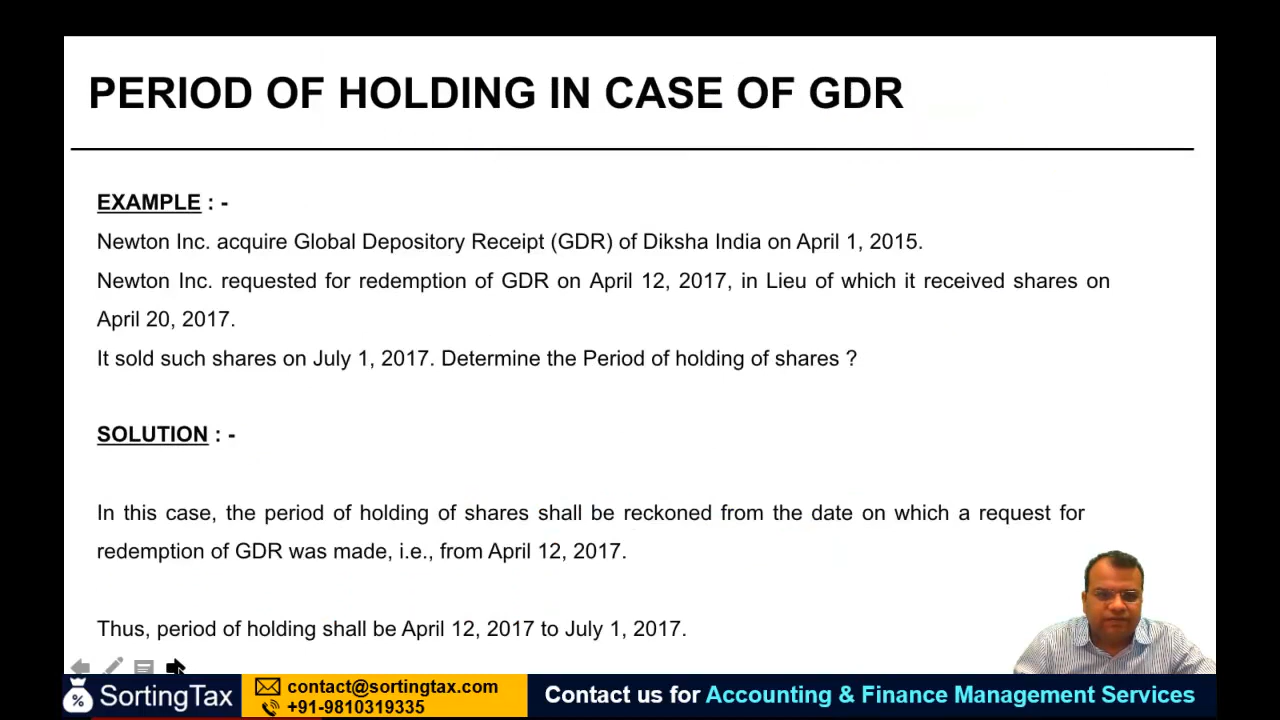 PERIOD OF HOLDING IN CASE OF GDR
EXAMPLE : -
Newton Inc. acquire Global Depository Receipt (GDR) of Diksha India on April 1, 2015.
Newton Inc. requested for redemption of GDR on April 12, 2017, in Lieu of which it received shares on
April 20, 2017.
It sold such shares on July 1, 2017. Determine the Period of holding of shares ?
SOLUTION : -
In this case, the period of holding of shares shall be reckoned from the date on which a request for
redemption of GDR was made, i.e., from April 12, 2017.
Thus, period of holding shall be April 12, 2017 to July 1, 2017.
% SortingTax
contact@sortingtax.com
+91-9810319335
Contact us for Accounting & Finance Management Services